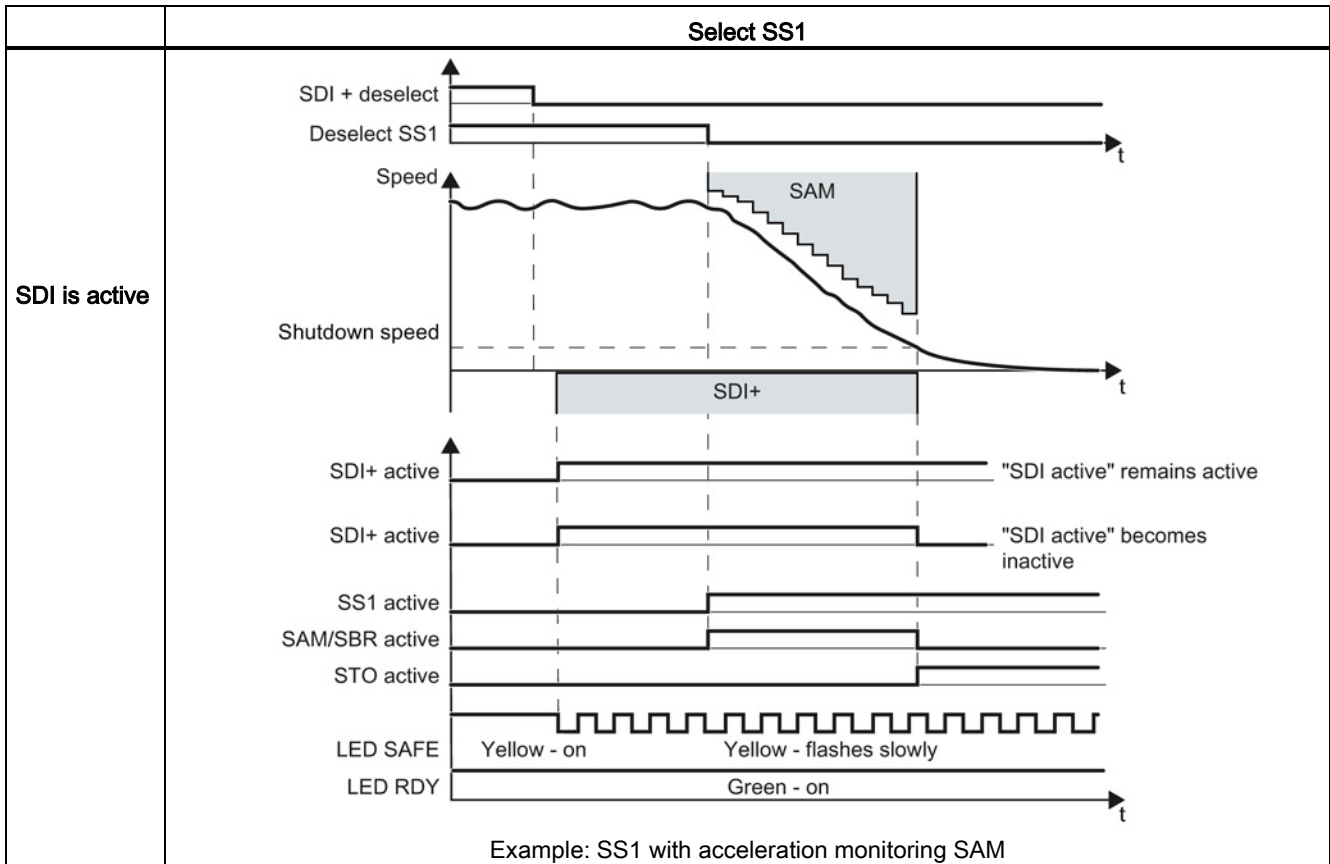 Select SS1
SDI is active
SDI + deselect
Deselect SS1
t
Speed
SAM
Shutdown speed
SDI+
t
SDI+ active
"SDI active" remains active
SDI+ active
"SDI active" becomes
inactive
SS1 active
SAM/SBR active
STO active
LED SAFE
Yellow - on
Yellow - flashes slowly
LED RDY
Green - on
t
Example: SS1 with acceleration monitoring SAM